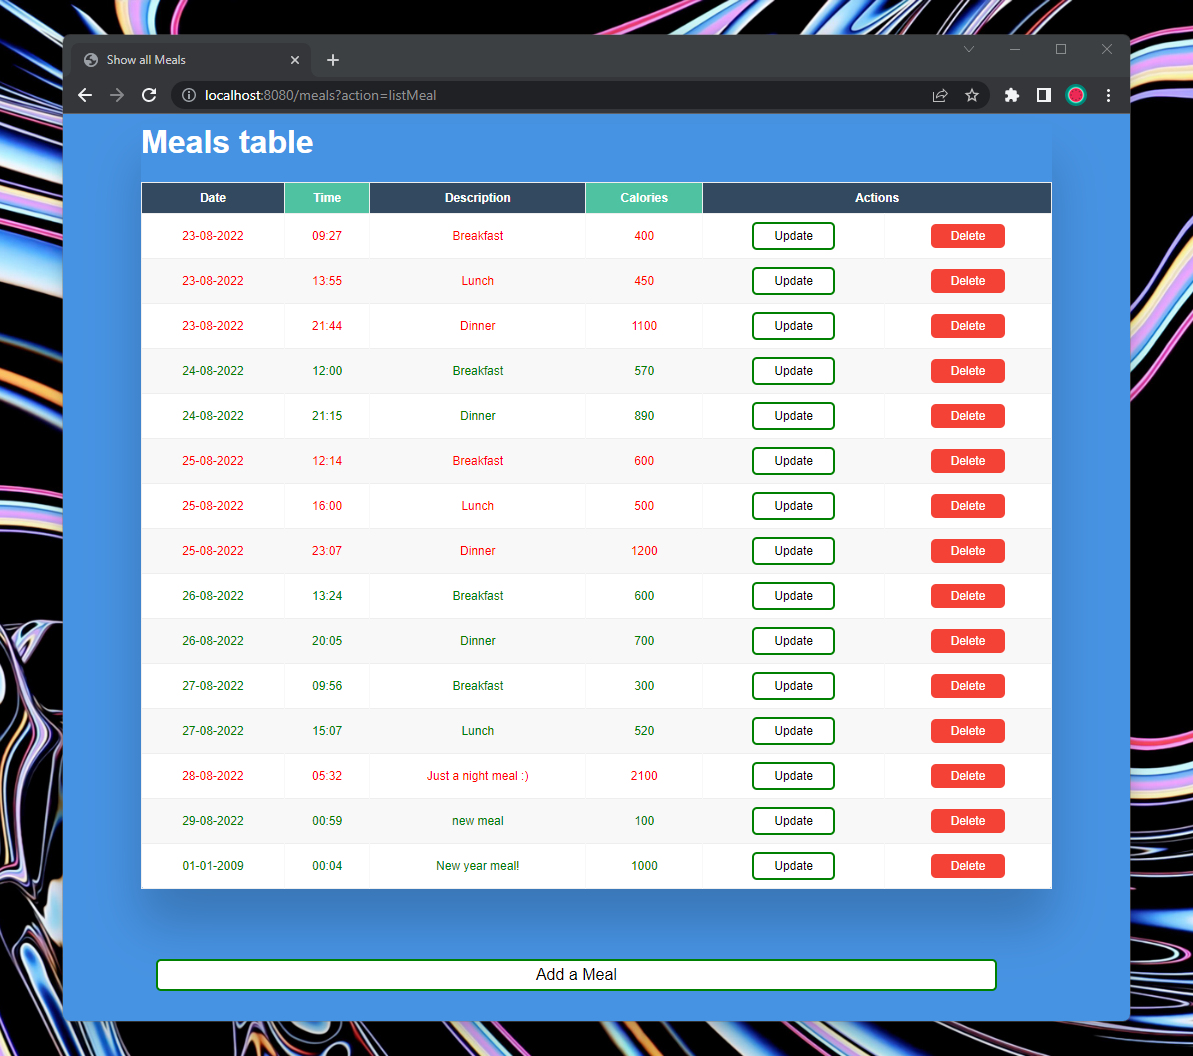 Show all Meals
localhost:8080/meals?action=listMeal
Meals table
Date Time Description Calories Actions
23-08-2022 09:27 Breakfast 400 Update Delete
23-08-2022 13:55 Lunch 450 Update Delete
23-08-2022 21:44 Dinner 1100 Update Delete
24-08-2022 12:00 Breakfast 570 Update Delete
24-08-2022 21:15 Dinner 890 Update Delete
25-08-2022 12:14 Breakfast 600 Update Delete
25-08-2022 16:00 Lunch 500 Update Delete
25-08-2022 23:07 Dinner 1200 Update Delete
26-08-2022 13:24 Breakfast 600 Update Delete
26-08-2022 20:05 Dinner 700 Update Delete
27-08-2022 09:56 Breakfast 300 Update Delete
27-08-2022 15:07 Lunch 520 Update Delete
28-08-2022 05:32 Just a night meal :) 2100 Update Delete
29-08-2022 00:59 new meal 100 Update Delete
01-01-2009 00:04 New year meal! 1000 Update Delete
Add a Meal